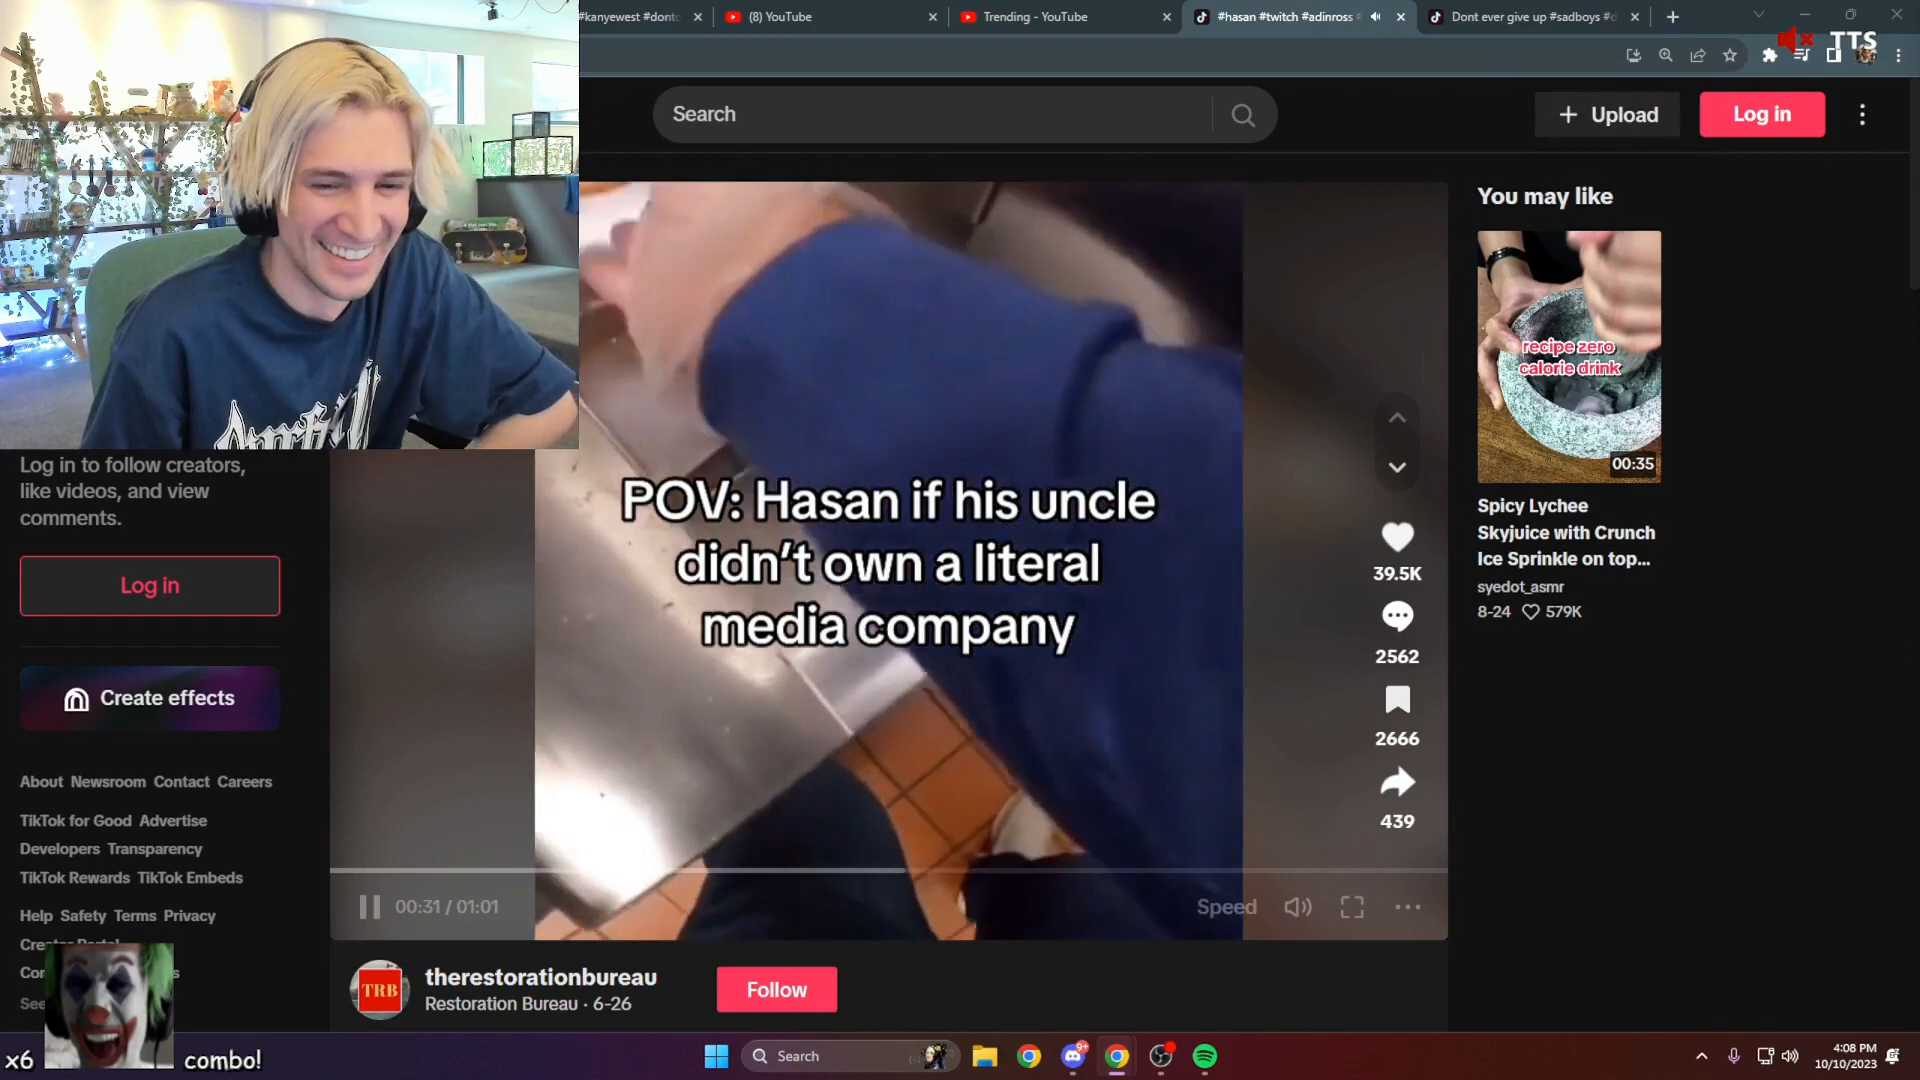 #kanyewest #donto
(8) YouTube
Trending - YouTube
#hasan #twitch #adinross #
Dont ever give up #sadboys #d
TTS
Search
Upload
Log in
You may like
recipe zero
calorie drink
00:35
Spicy Lychee
Skyjuice with Crunch
Ice Sprinkle on top...
syedot_asmr
8-24 579K
POV: Hasan if his uncle
didn't own a literal
media company
39.5K
2562
2666
439
00:31 / 01:01
Speed
Log in to follow creators,
like videos, and view
comments.
Log in
Create effects
About Newsroom Contact Careers
TikTok for Good Advertise
Developers Transparency
TikTok Rewards TikTok Embeds
Help Safety Terms Privacy
TRB
therestorationbureau
Restoration Bureau · 6-26
Follow
x6
combo!
Search
9+
4:08 PM
10/10/2023